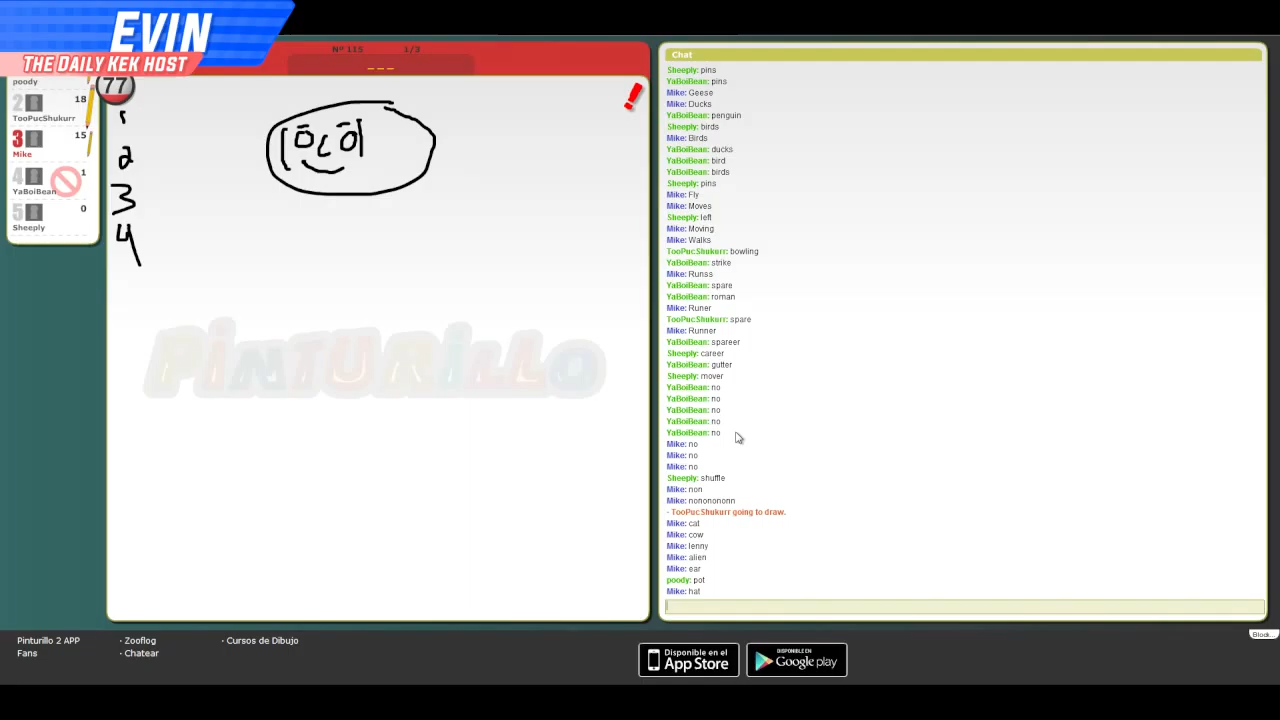 EVIN
THE DAILY KEK HOST
Nº 115
1/3
_ _ _
77
poody
2
18
TooPucShukurr
3
15
Mike
4
1
YaBoiBean
5
0
Sheeply
1
2
3
4
PINTURILLO
Chat
Sheeply: pins
YaBoiBean: pins
Mike: Geese
Mike: Ducks
YaBoiBean: penguin
Sheeply: birds
Mike: Birds
YaBoiBean: ducks
YaBoiBean: bird
YaBoiBean: birds
Sheeply: pins
Mike: Fly
Mike: Moves
Sheeply: left
Mike: Moving
Mike: Walks
TooPucShukurr: bowling
YaBoiBean: strike
Mike: Runss
YaBoiBean: spare
YaBoiBean: roman
Mike: Runer
TooPucShukurr: spare
Mike: Runner
YaBoiBean: spareer
Sheeply: career
YaBoiBean: gutter
Sheeply: mover
YaBoiBean: no
YaBoiBean: no
YaBoiBean: no
YaBoiBean: no
YaBoiBean: no
Mike: no
Mike: no
Mike: no
Sheeply: shuffle
Mike: non
Mike: nonononon
- TooPucShukurr going to draw.
Mike: cat
Mike: cow
Mike: lenny
Mike: alien
Mike: ear
poody: pot
Mike: hat
Pinturillo 2 APP
· Zooflog
· Cursos de Dibujo
Fans
· Chatear
Disponible en el
App Store
DISPONIBLE EN
Google play
Blocki...